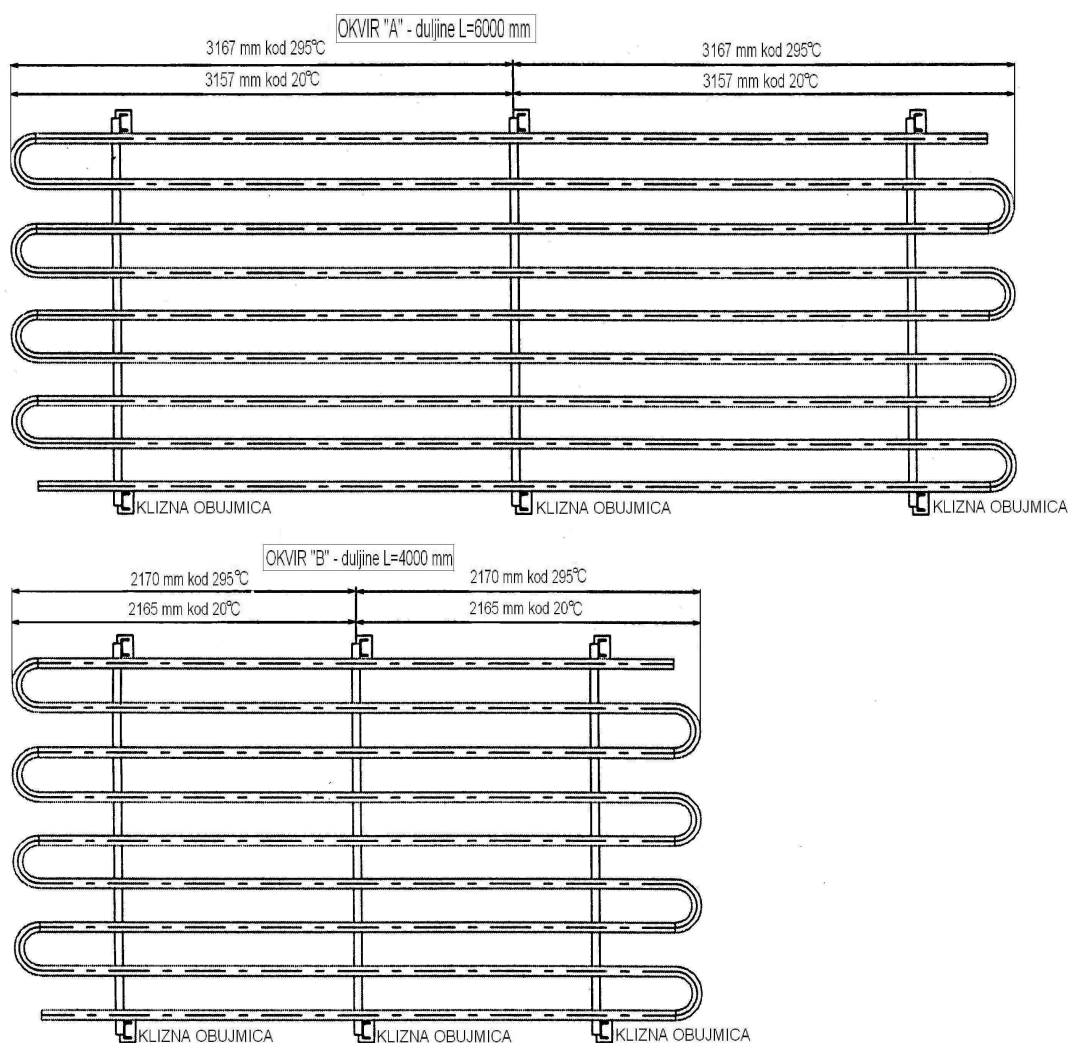 OKVIR "A" - duljine L=6000 mm
3167 mm kod 295°C
3167 mm kod 295°C
3157 mm kod 20°C
3157 mm kod 20°C
KLIZNA OBUJMICA
KLIZNA OBUJMICA
KLIZNA OBUJMICA
OKVIR "B" - duljine L=4000 mm
2170 mm kod 295°C
2170 mm kod 295°C
2165 mm kod 20°C
2165 mm kod 20°C
KLIZNA OBUJMICA
KLIZNA OBUJMICA
KLIZNA OBUJMICA